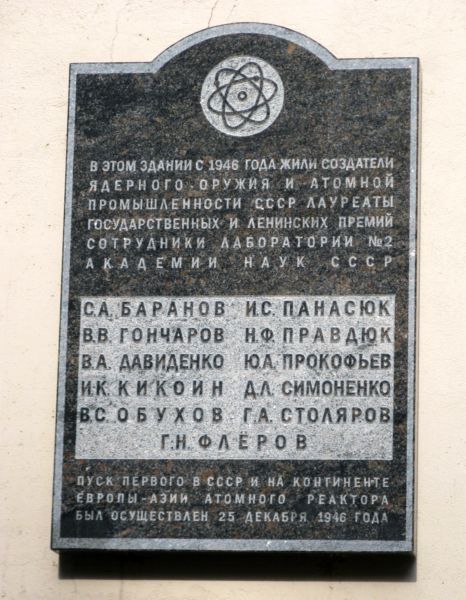 В ЭТОМ ЗДАНИИ С 1946 ГОДА ЖИЛИ СОЗДАТЕЛИ
ЯДЕРНОГО ОРУЖИЯ И АТОМНОЙ
ПРОМЫШЛЕННОСТИ СССР ЛАУРЕАТЫ
ГОСУДАРСТВЕННЫХ И ЛЕНИНСКИХ ПРЕМИЙ
СОТРУДНИКИ ЛАБОРАТОРИИ №2
АКАДЕМИИ НАУК СССР
С.А. БАРАНОВ И.С. ПАНАСЮК
В.В. ГОНЧАРОВ Н.Ф. ПРАВДЮК
В.А. ДАВИДЕНКО Ю.А. ПРОКОФЬЕВ
И.К. КИКОИН Д.Л. СИМОНЕНКО
В.С. ОБУХОВ Г.А. СТОЛЯРОВ
Г.Н. ФЛЁРОВ
ПУСК ПЕРВОГО В СССР И НА КОНТИНЕНТЕ
ЕВРОПЫ-АЗИИ АТОМНОГО РЕАКТОРА
БЫЛ ОСУЩЕСТВЛЕН 25 ДЕКАБРЯ 1946 ГОДА